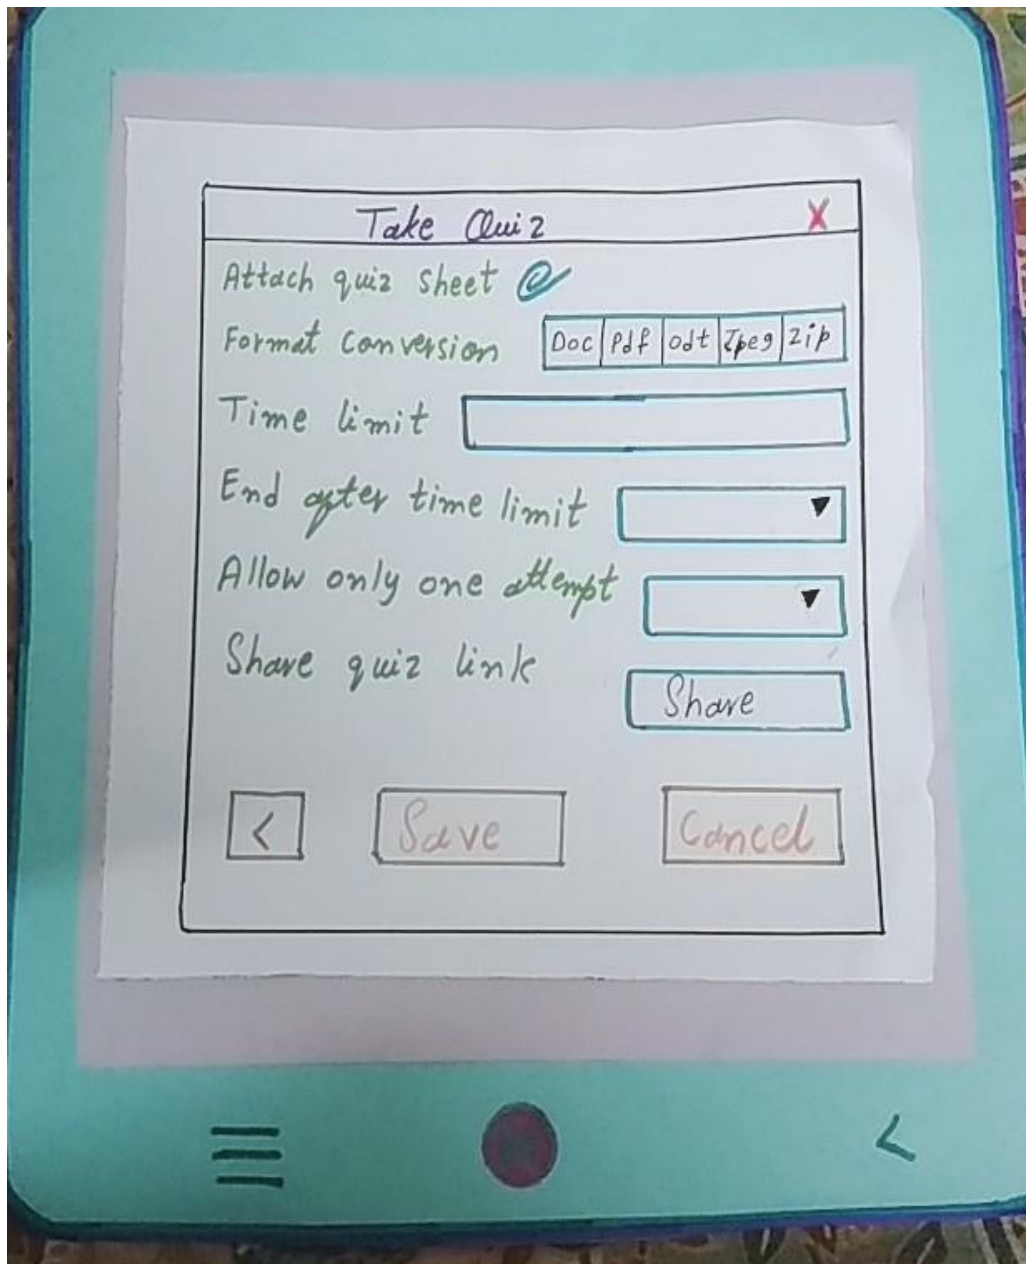 Take Quiz X
Attach quiz sheet
Format Conversion Doc Pdf odt Jpeg Zip
Time limit
End after time limit
Allow only one attempt
Share quiz link
Share
< Save Cancel